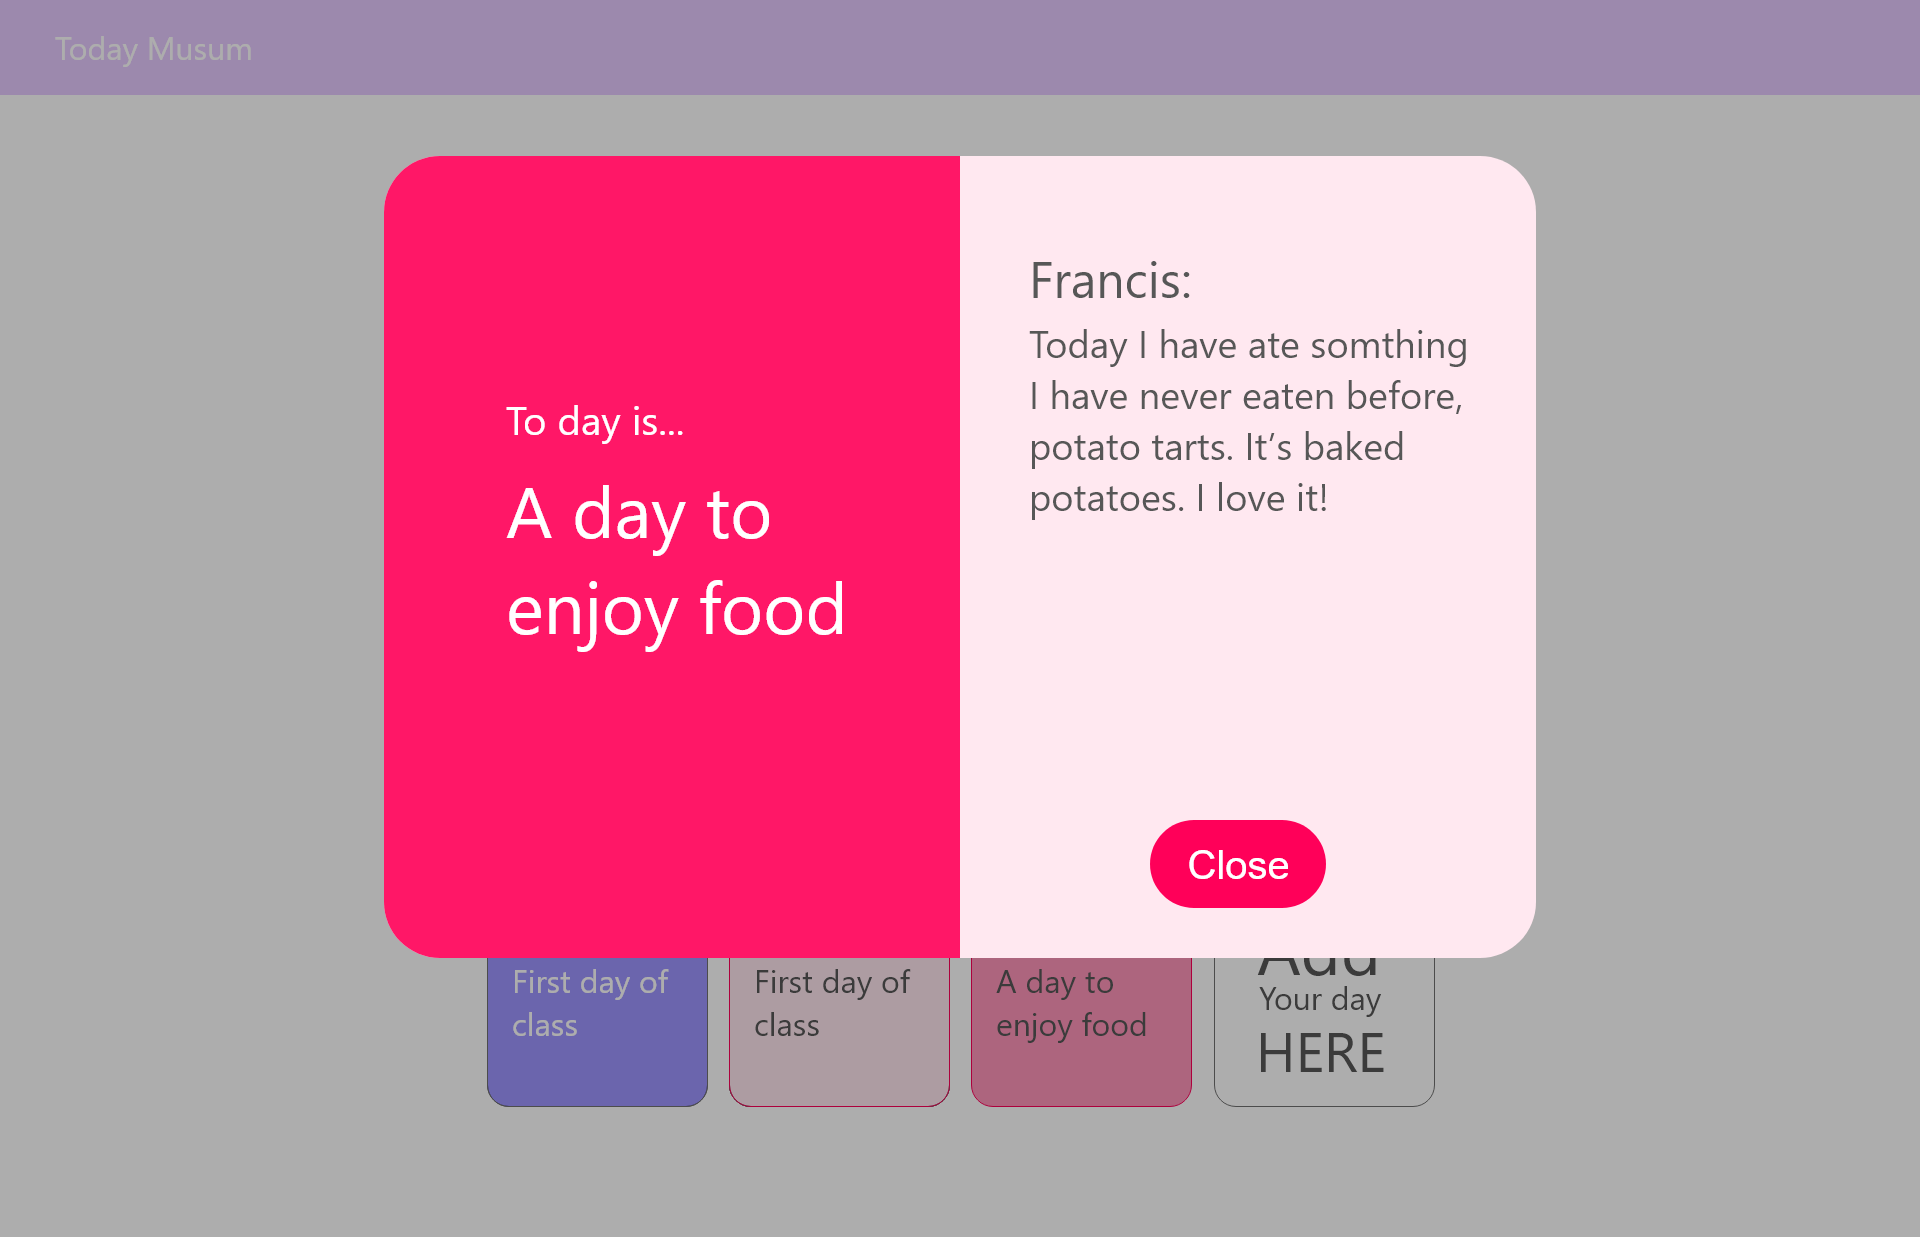 Today Musum
To day is...
A day to
enjoy food
Francis:
Today I have ate somthing
I have never eaten before,
potato tarts. It’s baked
potatoes. I love it!
Close
First day of
class
First day of
class
A day to
enjoy food
Add
Your day
HERE